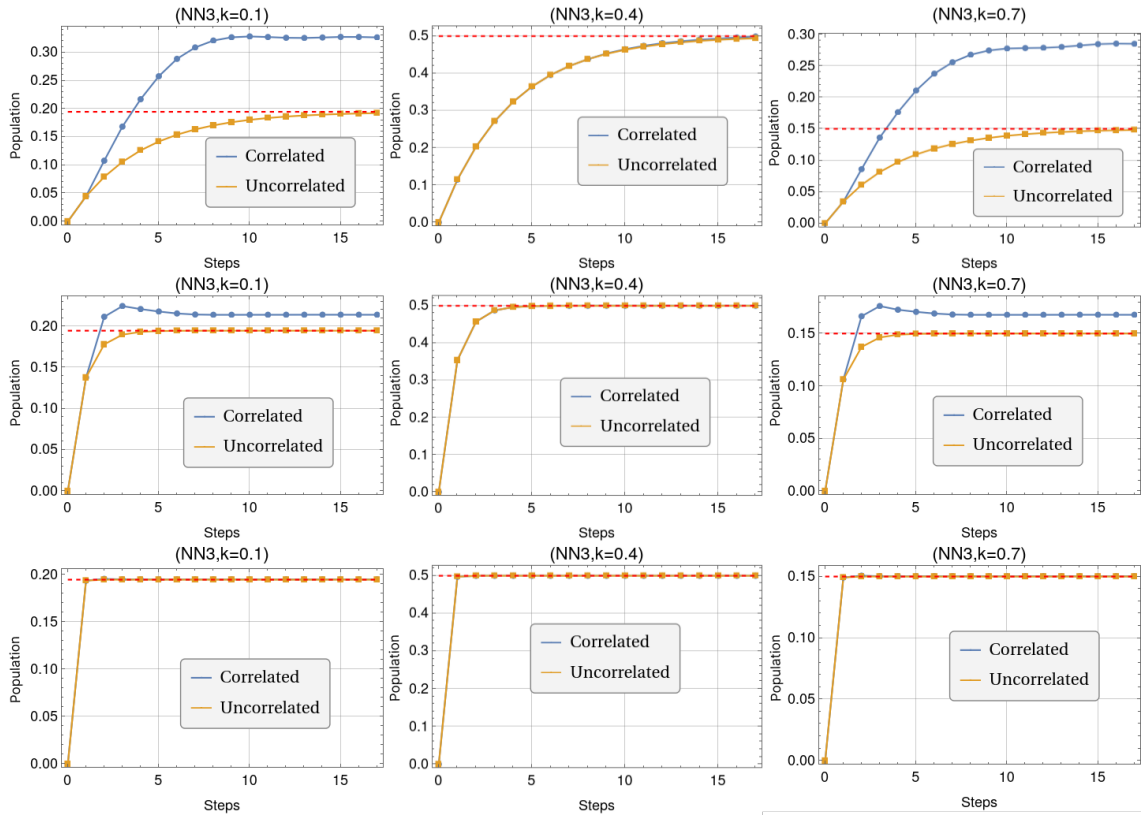 (NN3,k=0.1)
Population
0.30
0.25
0.20
0.15
0.10
0.05
0.00
Correlated
Uncorrelated
0
5
10
15
Steps
(NN3,k=0.4)
Population
0.5
0.4
0.3
0.2
0.1
0.0
Correlated
Uncorrelated
0
5
10
15
Steps
(NN3,k=0.7)
Population
0.30
0.25
0.20
0.15
0.10
0.05
0.00
Correlated
Uncorrelated
0
5
10
15
Steps
(NN3,k=0.1)
Population
0.20
0.15
0.10
0.05
0.00
Correlated
Uncorrelated
0
5
10
15
Steps
(NN3,k=0.4)
Population
0.5
0.4
0.3
0.2
0.1
0.0
Correlated
Uncorrelated
0
5
10
15
Steps
(NN3,k=0.7)
Population
0.15
0.10
0.05
0.00
Correlated
Uncorrelated
0
5
10
15
Steps
(NN3,k=0.1)
Population
0.20
0.15
0.10
0.05
0.00
Correlated
Uncorrelated
0
5
10
15
Steps
(NN3,k=0.4)
Population
0.5
0.4
0.3
0.2
0.1
0.0
Correlated
Uncorrelated
0
5
10
15
Steps
(NN3,k=0.7)
Population
0.15
0.10
0.05
0.00
Correlated
Uncorrelated
0
5
10
15
Steps